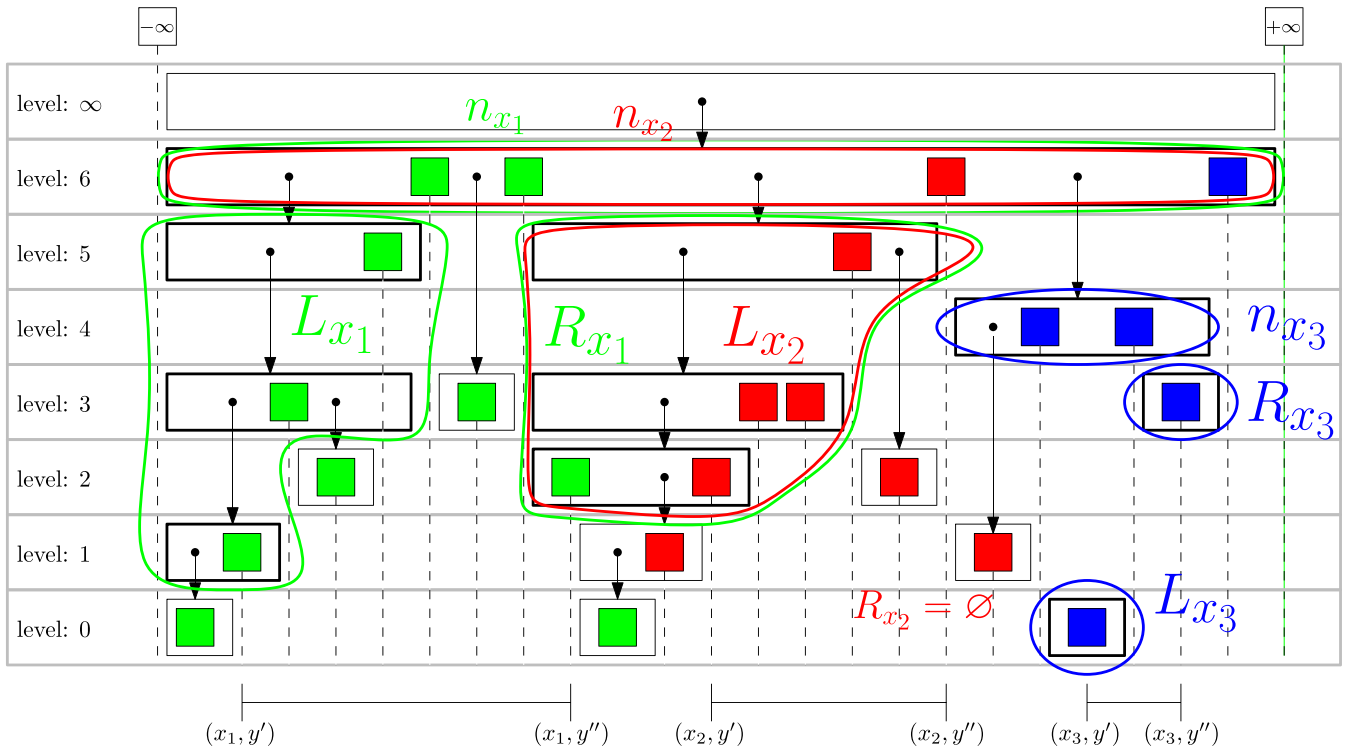 −∞ +∞
level: ∞
n_{x_1} n_{x_2}
level: 6
level: 5
level: 4
L_{x_1} R_{x_1} L_{x_2} n_{x_3}
level: 3
R_{x_3}
level: 2
level: 1
R_{x_2} = ∅ L_{x_3}
level: 0
(x_1, y′) (x_1, y″) (x_2, y′) (x_2, y″) (x_3, y′) (x_3, y″)